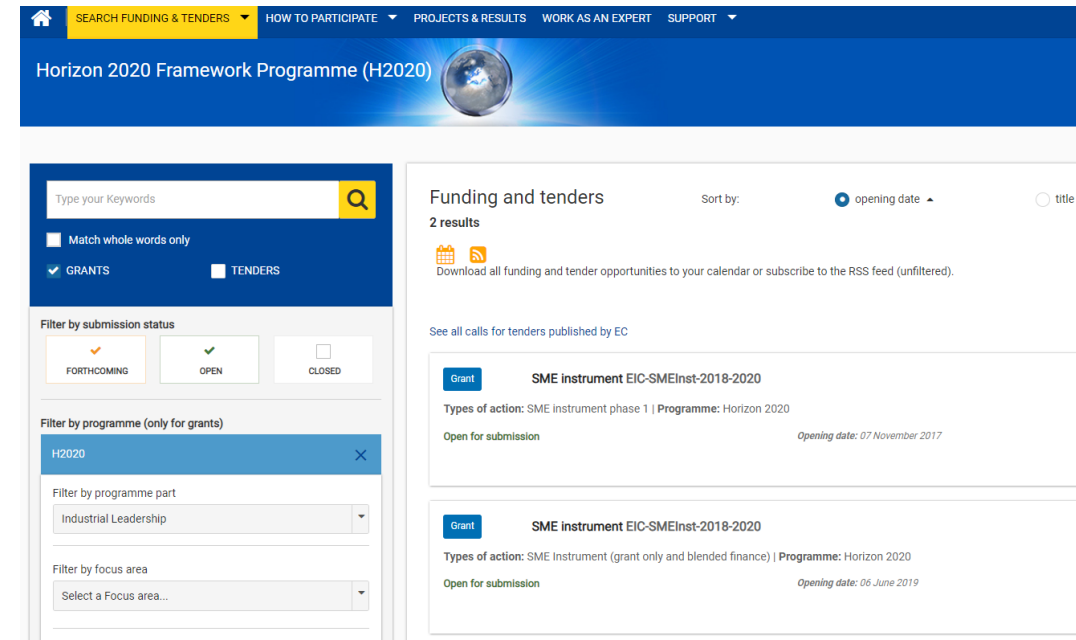 SEARCH FUNDING & TENDERS HOW TO PARTICIPATE PROJECTS & RESULTS WORK AS AN EXPERT SUPPORT
Horizon 2020 Framework Programme (H2020)
Type your Keywords
Match whole words only
GRANTS TENDERS
Filter by submission status
FORTHCOMING OPEN CLOSED
Filter by programme (only for grants)
H2020
Filter by programme part
Industrial Leadership
Filter by focus area
Select a Focus area...
Funding and tenders Sort by: opening date title
2 results
Download all funding and tender opportunities to your calendar or subscribe to the RSS feed (unfiltered).
See all calls for tenders published by EC
Grant SME instrument EIC-SMEInst-2018-2020
Types of action: SME instrument phase 1 | Programme: Horizon 2020
Open for submission Opening date: 07 November 2017
Grant SME instrument EIC-SMEInst-2018-2020
Types of action: SME Instrument (grant only and blended finance) | Programme: Horizon 2020
Open for submission Opening date: 06 June 2019